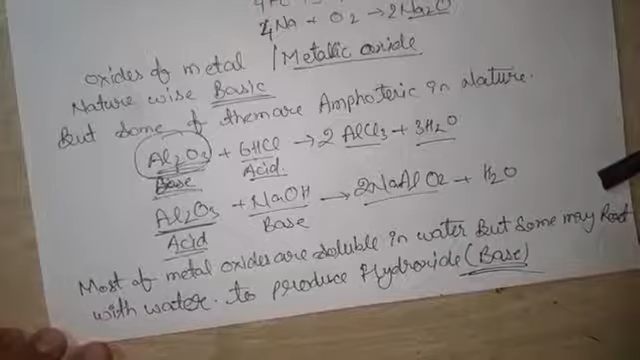 4Na + O2 → 2Na2O
oxides of metal / Metallic oxide
Nature wise Basic
But some of them are Amphoteric in Nature.
Al2O3 + 6HCl → 2AlCl3 + 3H2O
Base Acid
Al2O3 + NaOH → 2NaAlO2 + H2O
Acid Base
Most of metal oxides are soluble in water But some may React
with water. to produce Hydroxide (Base)